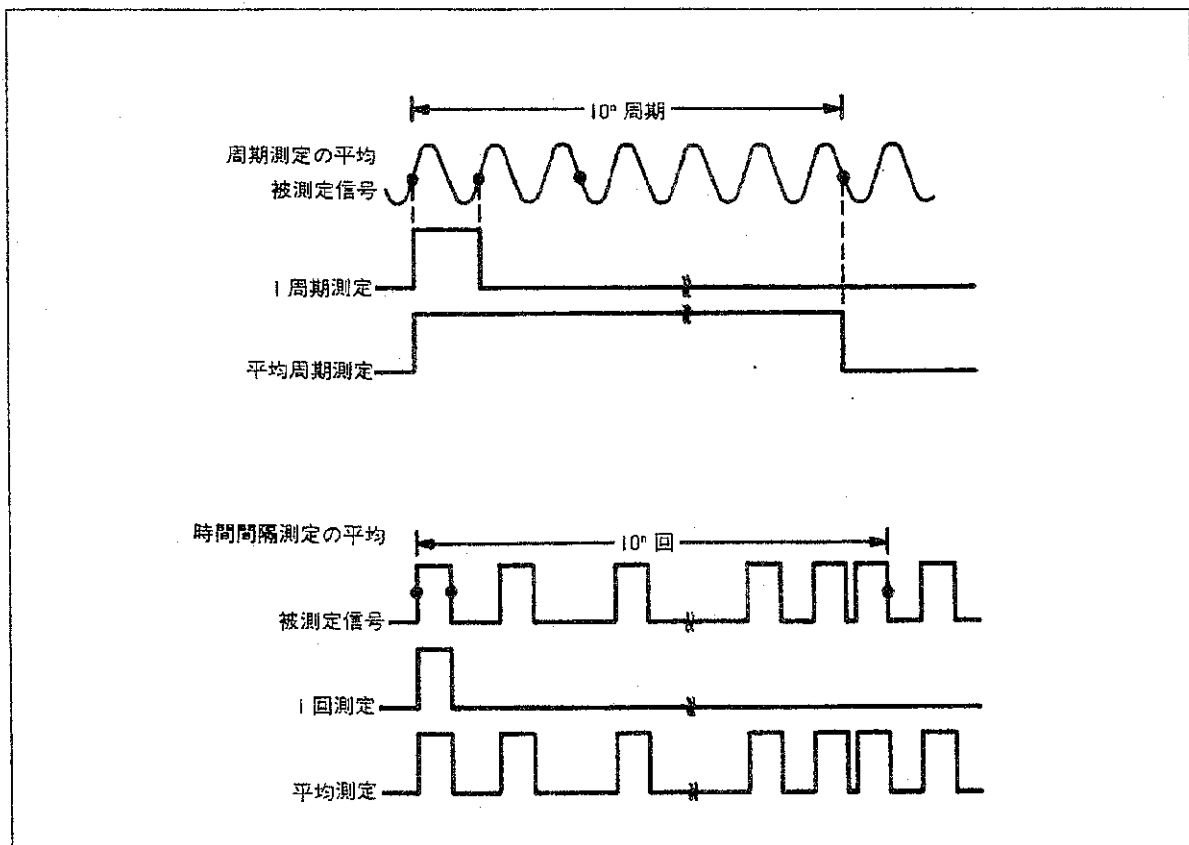 10ⁿ 周期
周期測定の平均
被測定信号
1 周期測定
平均周期測定
時間間隔測定の平均
10ⁿ 回
被測定信号
1 回測定
平均測定